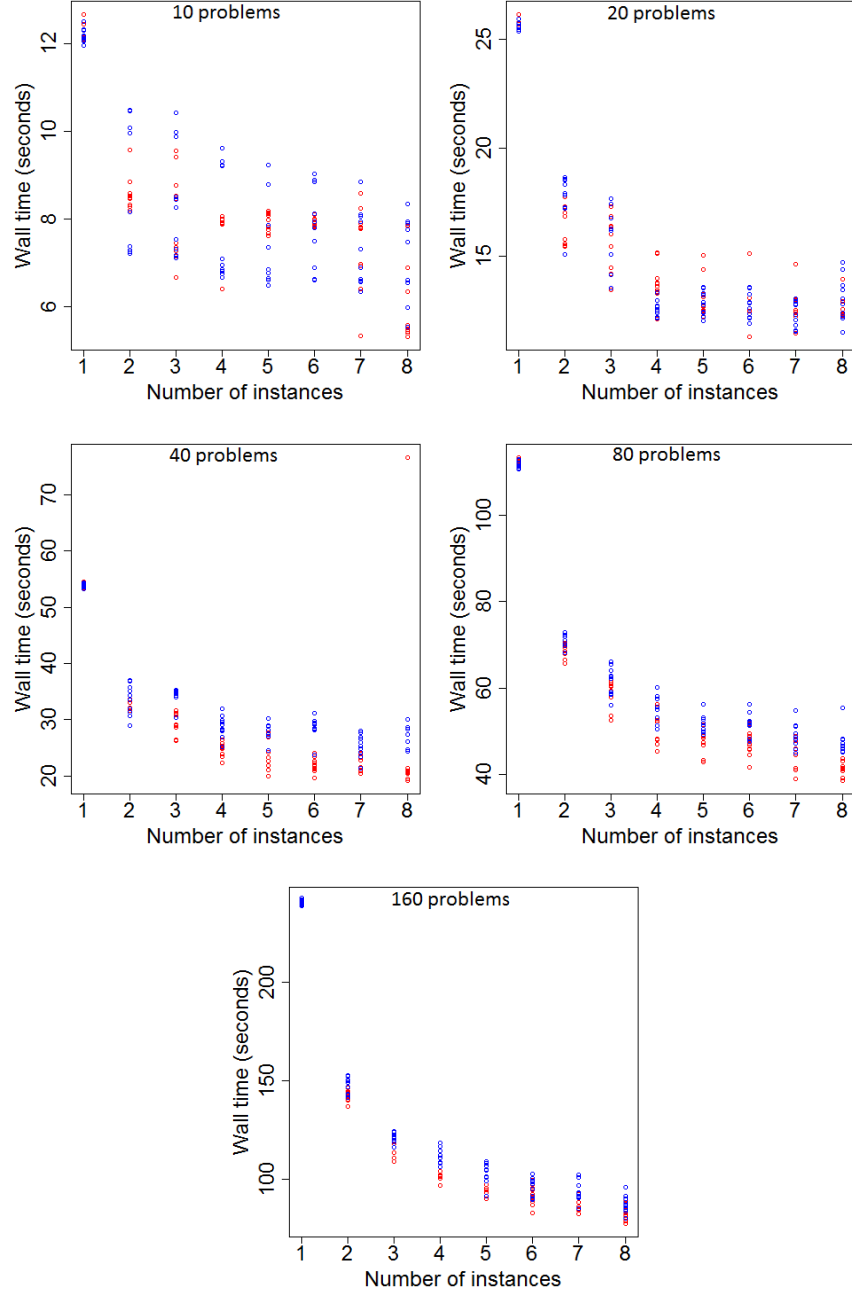 10 problems
Wall time (seconds)
12
10
8
6
1 2 3 4 5 6 7 8
Number of instances
20 problems
Wall time (seconds)
25
20
15
1 2 3 4 5 6 7 8
Number of instances
40 problems
Wall time (seconds)
70
60
50
40
30
20
1 2 3 4 5 6 7 8
Number of instances
80 problems
Wall time (seconds)
100
80
60
40
1 2 3 4 5 6 7 8
Number of instances
160 problems
Wall time (seconds)
200
150
100
1 2 3 4 5 6 7 8
Number of instances